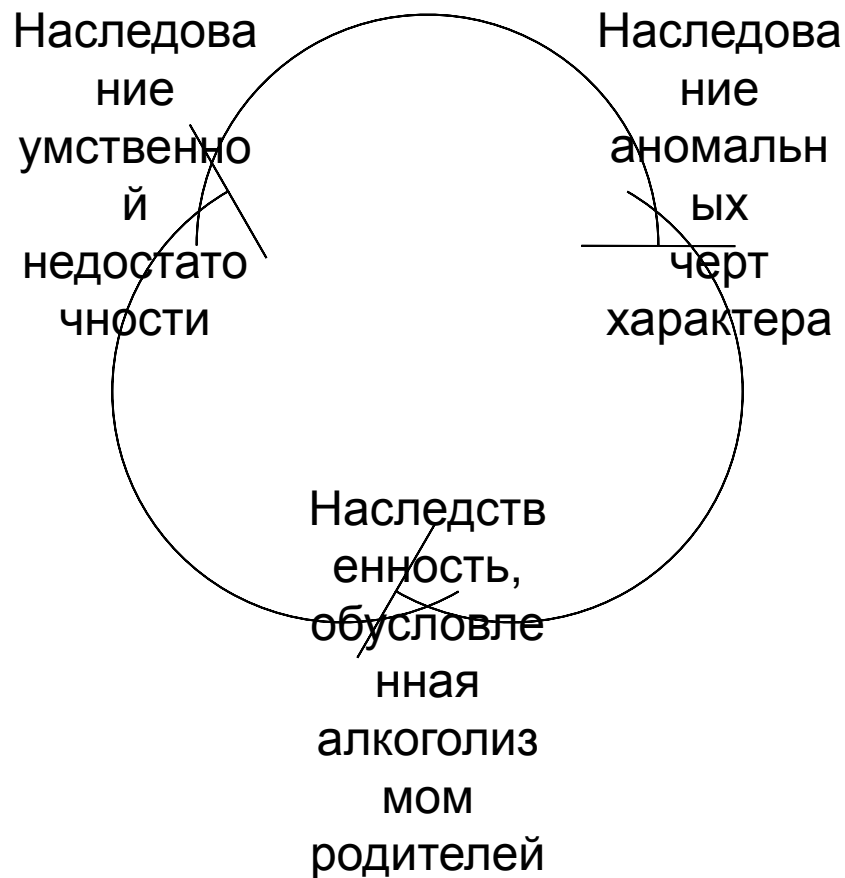 Наследова
ние
умственно
й
недостато
чности
Наследова
ние
аномальн
ых
черт
характера
Наследств
енность,
обусловле
нная
алкоголиз
мом
родителей